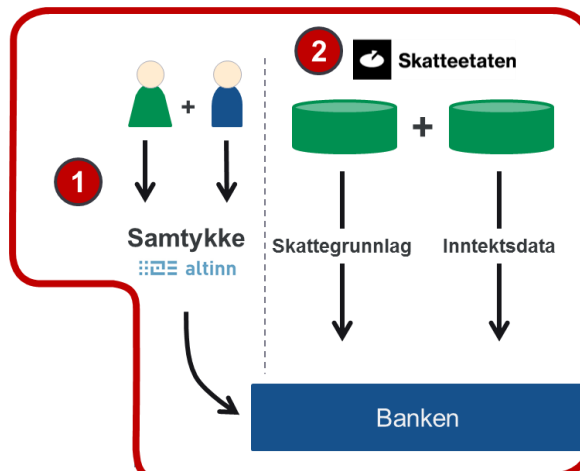 2
Skatteetaten
+
+
1
Samtykke
altinn
Skattegrunnlag
Inntektsdata
Banken